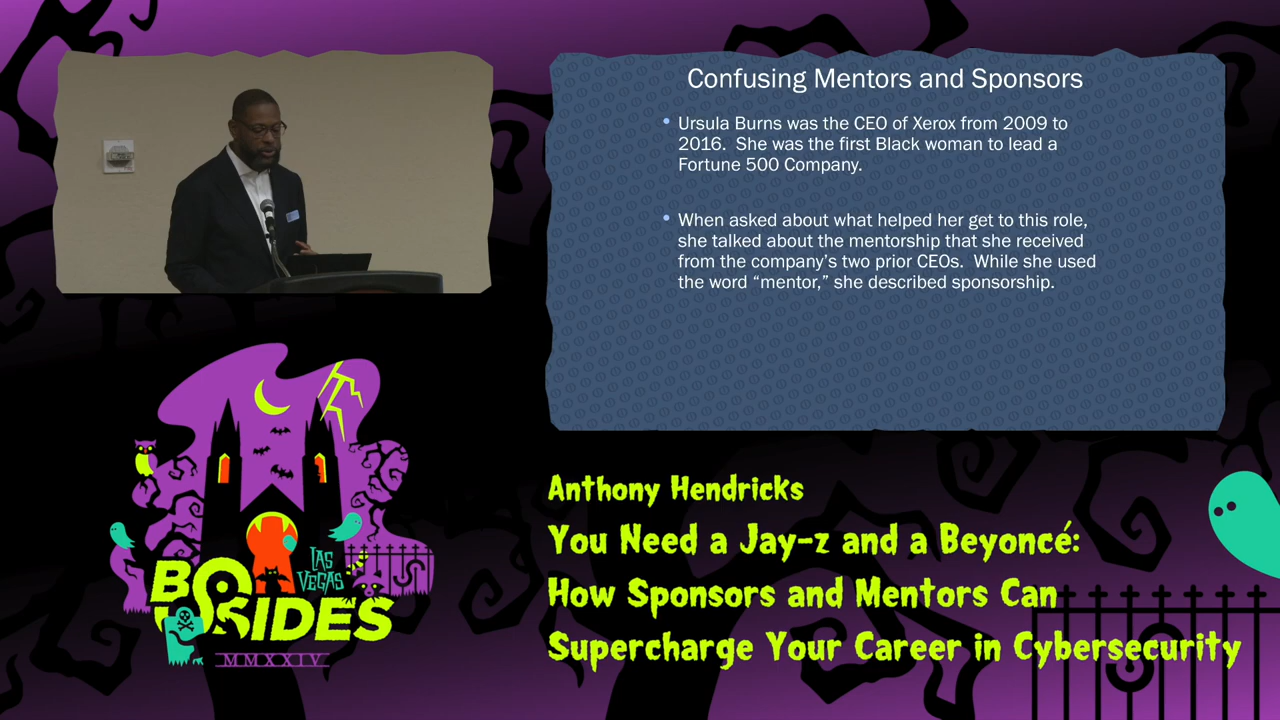 Confusing Mentors and Sponsors
Ursula Burns was the CEO of Xerox from 2009 to
2016. She was the first Black woman to lead a
Fortune 500 Company.
When asked about what helped her get to this role,
she talked about the mentorship that she received
from the company's two prior CEOs. While she used
the word “mentor,” she described sponsorship.
Anthony Hendricks
You Need a Jay-z and a Beyoncé:
How Sponsors and Mentors Can
Supercharge Your Career in Cybersecurity
LAS
VEGAS
BSIDES
MMXXIV